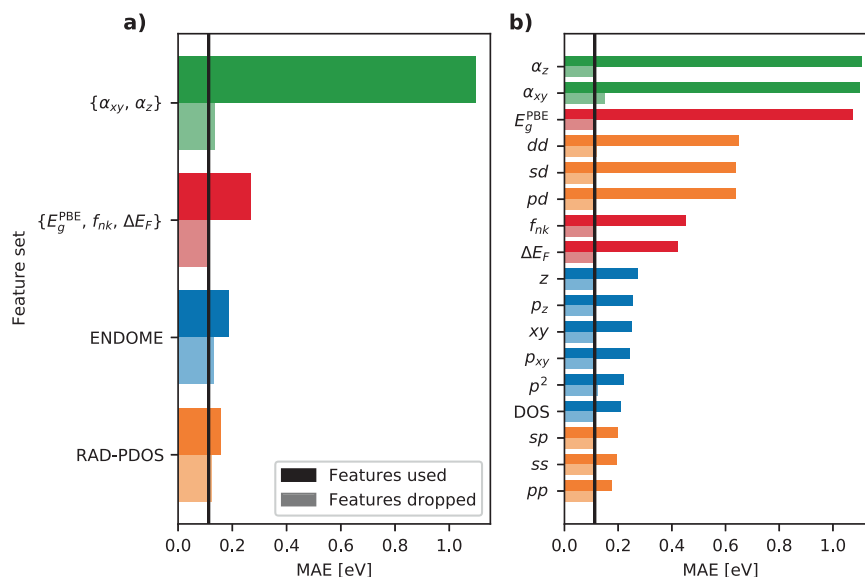 a)
Feature set
{α_xy, α_z}
{E_g^PBE, f_nk, ΔE_F}
ENDOME
RAD-PDOS
Features used
Features dropped
0.0 0.2 0.4 0.6 0.8 1.0
MAE [eV]
b)
α_z
α_xy
E_g^PBE
dd
sd
pd
f_nk
ΔE_F
z
p_z
xy
p_xy
p²
DOS
sp
ss
pp
0.0 0.2 0.4 0.6 0.8 1.0
MAE [eV]